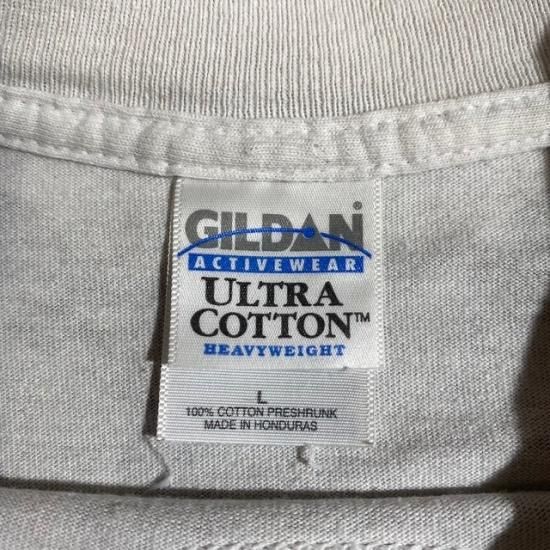 GILDAN®
ACTIVEWEAR
ULTRA
COTTON™
HEAVYWEIGHT
L
100% COTTON PRESHRUNK
MADE IN HONDURAS